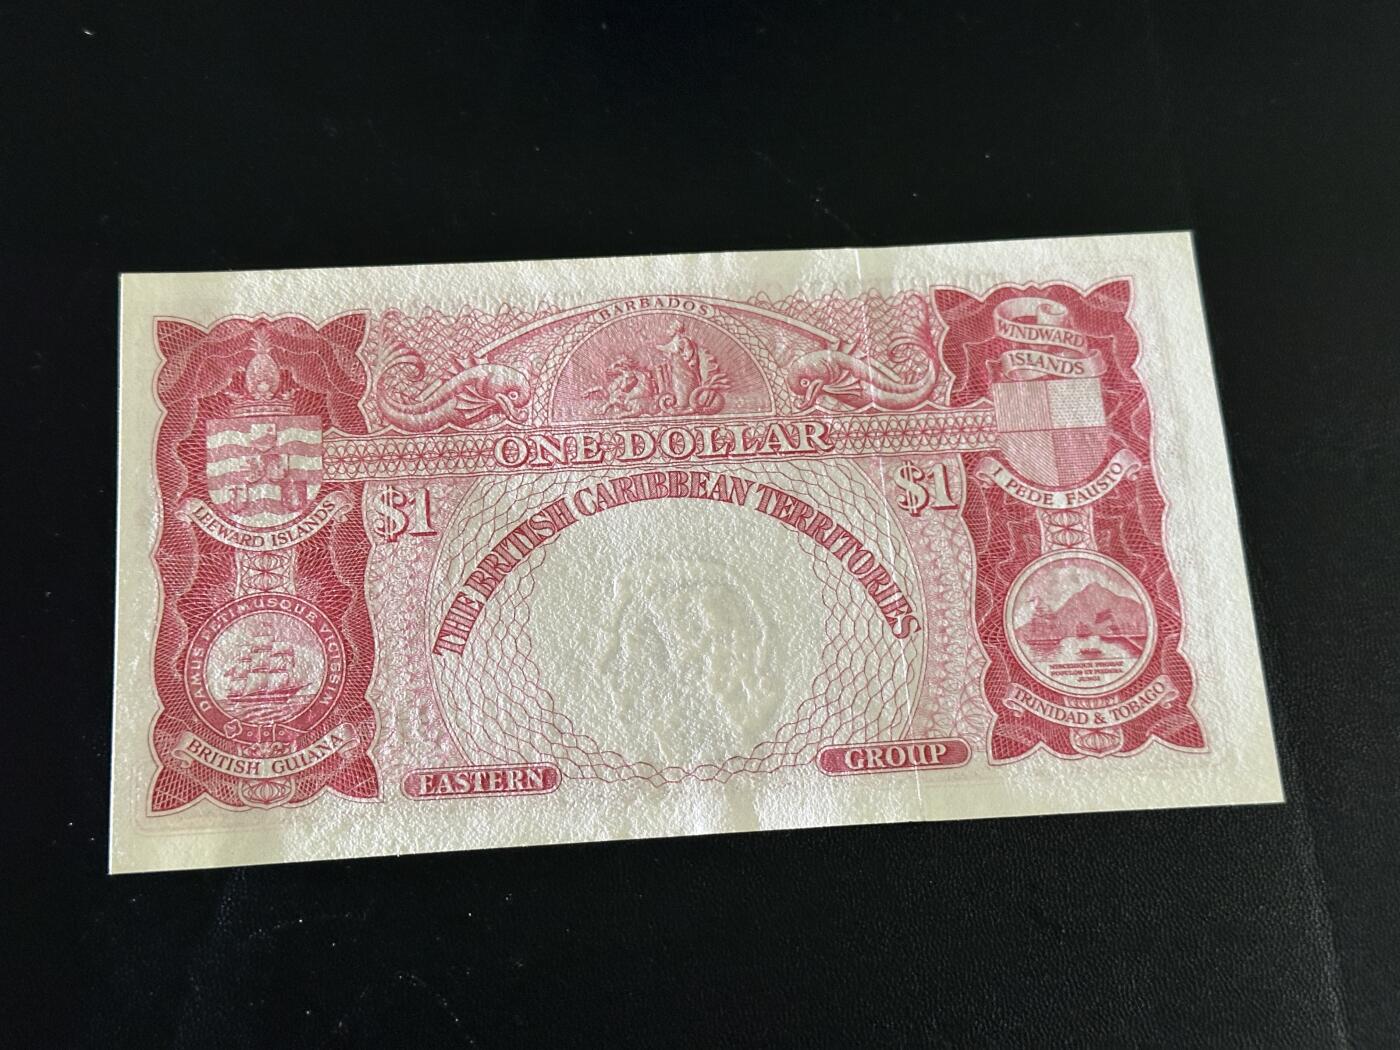 BARBADOS
WINDWARD
ISLANDS
ONE DOLLAR
$1
$1
LEEWARD ISLANDS
I PEDE FAUSTO
THE BRITISH CARIBBEAN TERRITORIES
DAMUS PETIMUSQUE VICISSIM
BRITISH GUIANA
TRINIDAD & TOBAGO
EASTERN
GROUP